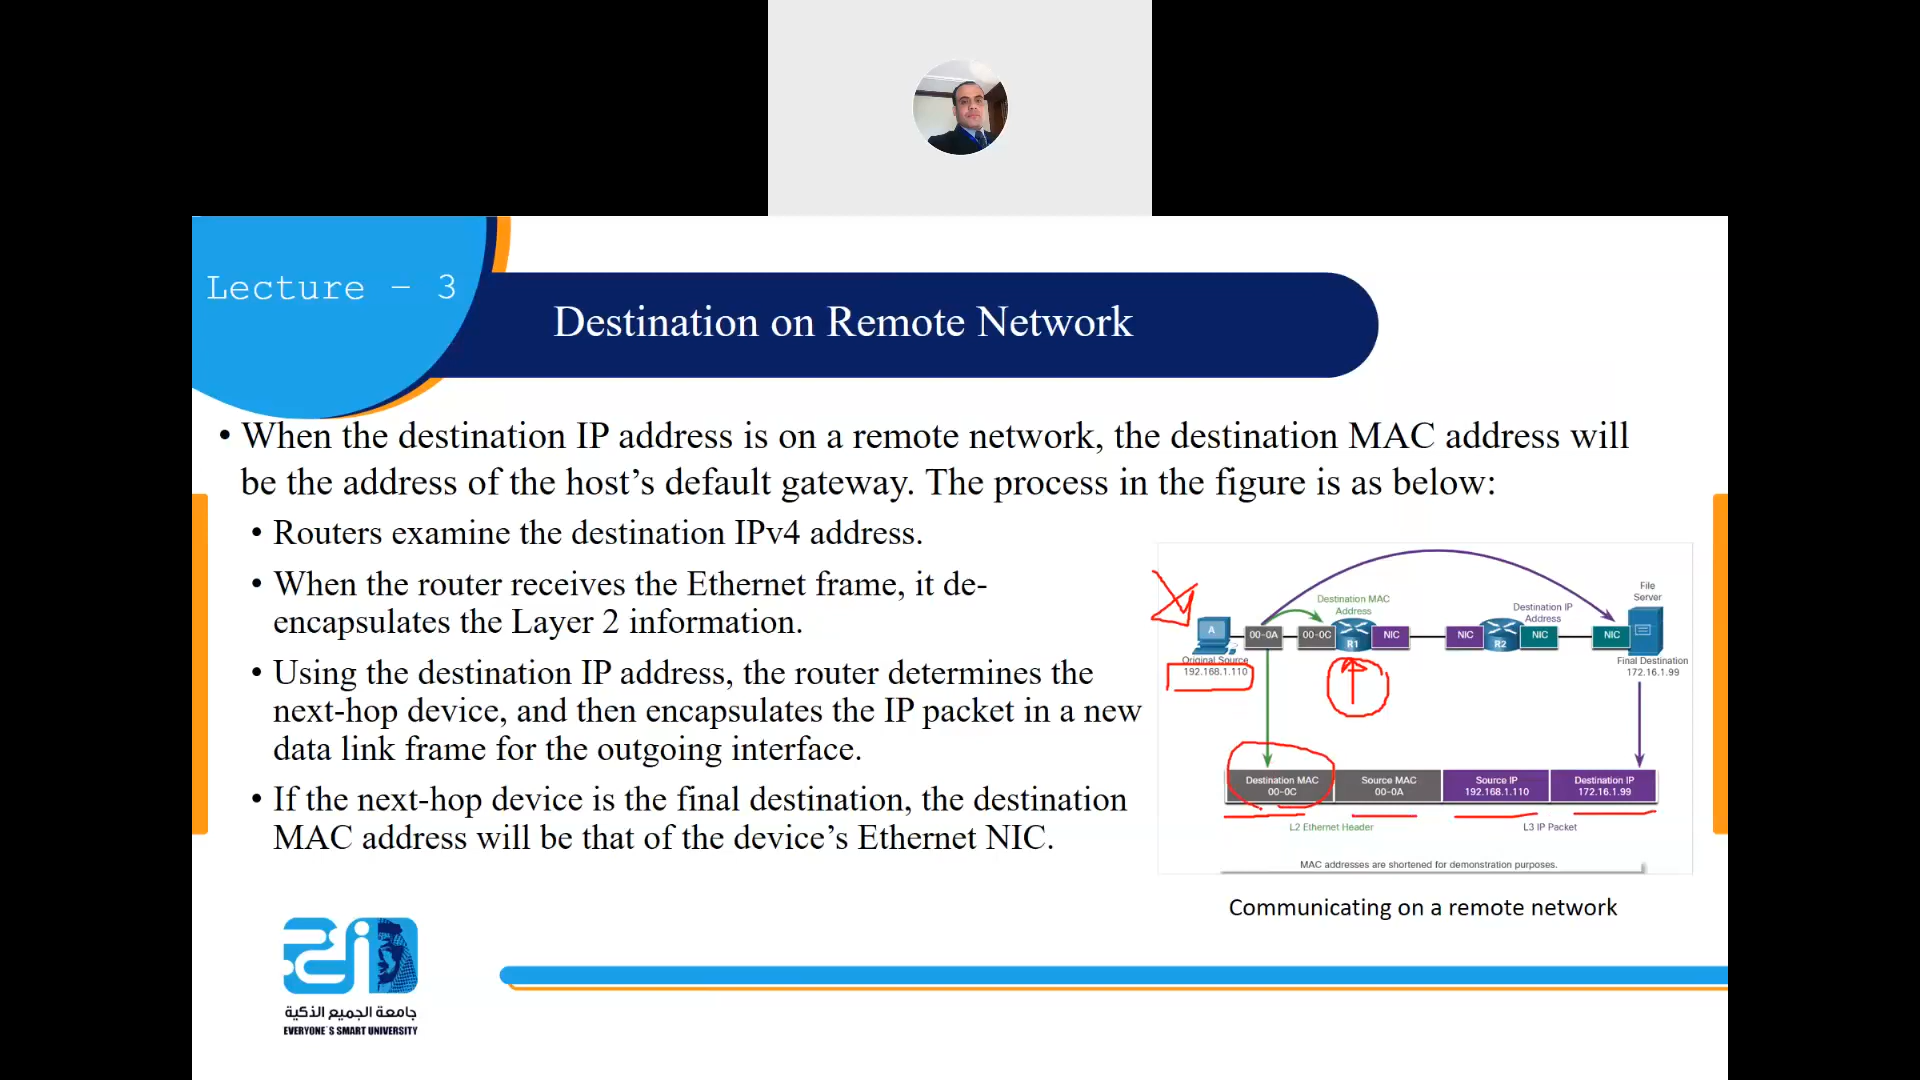 Lecture - 3
Destination on Remote Network
• When the destination IP address is on a remote network, the destination MAC address will
be the address of the host’s default gateway. The process in the figure is as below:
• Routers examine the destination IPv4 address.
• When the router receives the Ethernet frame, it de-
encapsulates the Layer 2 information.
• Using the destination IP address, the router determines the
next-hop device, and then encapsulates the IP packet in a new
data link frame for the outgoing interface.
• If the next-hop device is the final destination, the destination
MAC address will be that of the device’s Ethernet NIC.
Destination MAC
Address
Destination IP
Address
File
Server
A
00-0A
00-0C
R1
NIC
NIC
R2
NIC
NIC
Original Source
192.168.1.110
Final Destination
172.16.1.99
Destination MAC
00-0C
Source MAC
00-0A
Source IP
192.168.1.110
Destination IP
172.16.1.99
L2 Ethernet Header
L3 IP Packet
MAC addresses are shortened for demonstration purposes.
Communicating on a remote network
جامعة الجميع الذكية
EVERYONE`S SMART UNIVERSITY